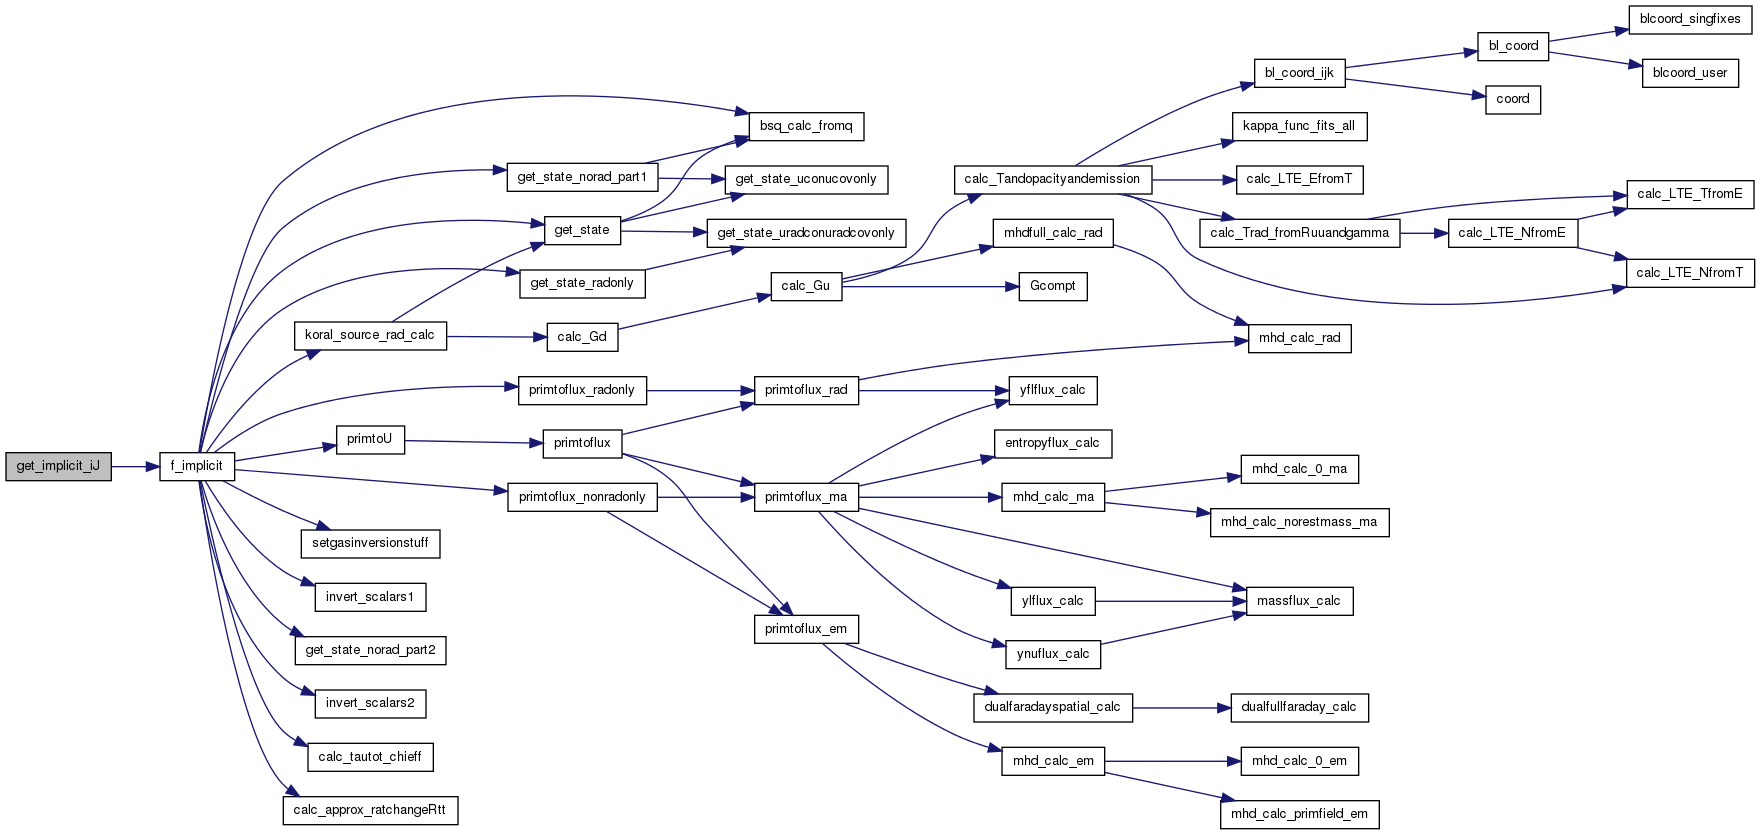 blcoord_singfixes
bl_coord
bl_coord_ijk
blcoord_user
coord
bsq_calc_fromq
kappa_func_fits_all
get_state_norad_part1
get_state_uconucovonly
calc_Tandopacityandemission
calc_LTE_EfromT
calc_LTE_TfromE
get_state
get_state_uradconuradcovonly
mhdfull_calc_rad
calc_Trad_fromRuuandgamma
calc_LTE_NfromE
get_state_radonly
calc_Gu
Gcompt
calc_LTE_NfromT
koral_source_rad_calc
calc_Gd
mhd_calc_rad
primtoflux_radonly
primtoflux_rad
yflflux_calc
primtoU
primtoflux
entropyflux_calc
get_implicit_iJ
f_implicit
mhd_calc_0_ma
primtoflux_nonradonly
primtoflux_ma
mhd_calc_ma
mhd_calc_norestmass_ma
setgasinversionstuff
invert_scalars1
ylflux_calc
massflux_calc
primtoflux_em
get_state_norad_part2
ynuflux_calc
invert_scalars2
dualfaradayspatial_calc
dualfullfaraday_calc
calc_tautot_chieff
mhd_calc_em
mhd_calc_0_em
calc_approx_ratchangeRtt
mhd_calc_primfield_em